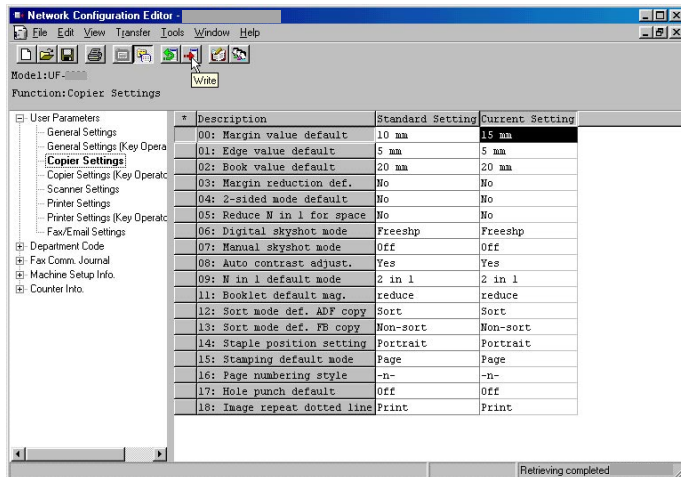 Network Configuration Editor -
File Edit View Transfer Tools Window Help
Write
Model:UF-
Function:Copier Settings
User Parameters
General Settings
General Settings (Key Opera
Copier Settings
Copier Settings (Key Operatc
Scanner Settings
Printer Settings
Printer Settings (Key Operatc
Fax/Email Settings
Department Code
Fax Comm. Journal
Machine Setup Info.
Counter Into.
* Description Standard Setting Current Setting
00: Margin value default 10 mm 15 mm
01: Edge value default 5 mm 5 mm
02: Book value default 20 mm 20 mm
03: Margin reduction def. No No
04: 2-sided mode default No No
05: Reduce N in 1 for space No No
06: Digital skyshot mode Freeshp Freeshp
07: Manual skyshot mode Off Off
08: Auto contrast adjust. Yes Yes
09: N in 1 default mode 2 in 1 2 in 1
11: Booklet default mag. reduce reduce
12: Sort mode def. ADF copy Sort Sort
13: Sort mode def. FB copy Non-sort Non-sort
14: Staple position setting Portrait Portrait
15: Stamping default mode Page Page
16: Page numbering style -n- -n-
17: Hole punch default Off Off
18: Image repeat dotted line Print Print
Retrieving completed